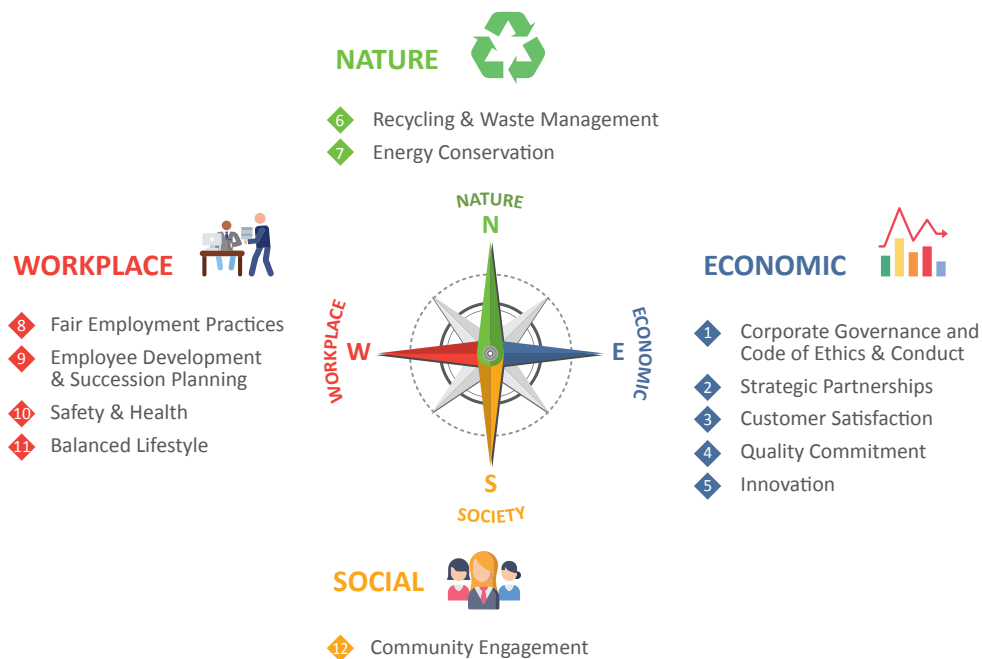 NATURE
6 Recycling & Waste Management
7 Energy Conservation
NATURE
N
WORKPLACE
8 Fair Employment Practices
9 Employee Development
& Succession Planning
10 Safety & Health
11 Balanced Lifestyle
WORKPLACE
W
E
ECONOMIC
ECONOMIC
1 Corporate Governance and
Code of Ethics & Conduct
2 Strategic Partnerships
3 Customer Satisfaction
4 Quality Commitment
5 Innovation
S
SOCIETY
SOCIAL
12 Community Engagement